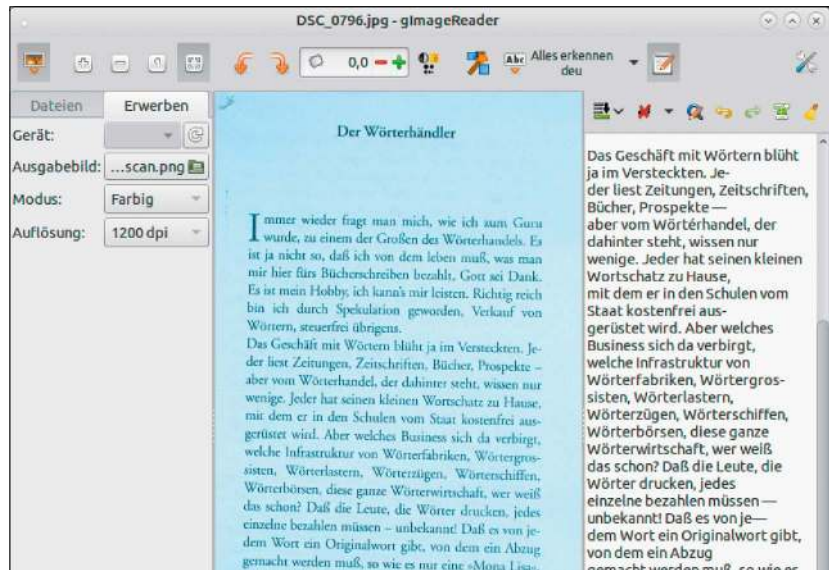 DSC_0796.jpg - gImageReader
0,0
Abc
Alles erkennen
deu
Dateien
Erwerben
Gerät:
Ausgabebild: ...scan.png
Modus: Farbig
Auflösung: 1200 dpi
Der Wörterhändler
Immer wieder fragt man mich, wie ich zum Guru
wurde, zu einem der Großen des Wörterhandels. Es
ist ja nicht so, daß ich von dem leben muß, was man
mir hier fürs Bücherschreiben bezahlt, Gott sei Dank.
Es ist mein Hobby, ich kann's mir leisten. Richtig reich
bin ich durch Spekulation geworden, Verkauf von
Wörtern, steuerfrei übrigens.
Das Geschäft mit Wörtern blüht ja im Versteckten. Je-
der liest Zeitungen, Zeitschriften, Bücher, Prospekte –
aber vom Wörterhandel, der dahinter steht, wissen nur
wenige. Jeder hat seinen kleinen Wortschatz zu Hause,
mit dem er in den Schulen vom Staat kostenfrei aus-
gerüstet wird. Aber welches Business sich da verbirgt,
welche Infrastruktur von Wörterfabriken, Wörtergros-
sisten, Wörterlastern, Wörterzügen, Wörterschiffen,
Wörterbörsen, diese ganze Wörterwirtschaft, wer weiß
das schon? Daß die Leute, die Wörter drucken, jedes
einzelne bezahlen müssen – unbekannt! Daß es von je-
dem Wort ein Originalwort gibt, von dem ein Abzug
gemacht werden muß, so wie es nur eine »Mona Lisa«,
Das Geschäft mit Wörtern blüht
ja im Versteckten. Je-
der liest Zeitungen, Zeitschriften,
Bücher, Prospekte —
aber vom Wörtérhandel, der
dahinter steht, wissen nur
wenige. Jeder hat seinen kleinen
Wortschatz zu Hause,
mit dem er in den Schulen vom
Staat kostenfrei aus-
gerüstet wird. Aber welches
Business sich da verbirgt,
welche Infrastruktur von
Wörterfabriken, Wörtergros-
sisten, Wörterlastern,
Wörterzügen, Wörterschiffen,
Wörterbörsen, diese ganze
Wörterwirtschaft, wer weiß
das schon? Daß die Leute, die
Wörter drucken, jedes
einzelne bezahlen müssen —
unbekannt! Daß es von je—
dem Wort ein Originalwort gibt,
von dem ein Abzug
gemacht werden muß, so wie es